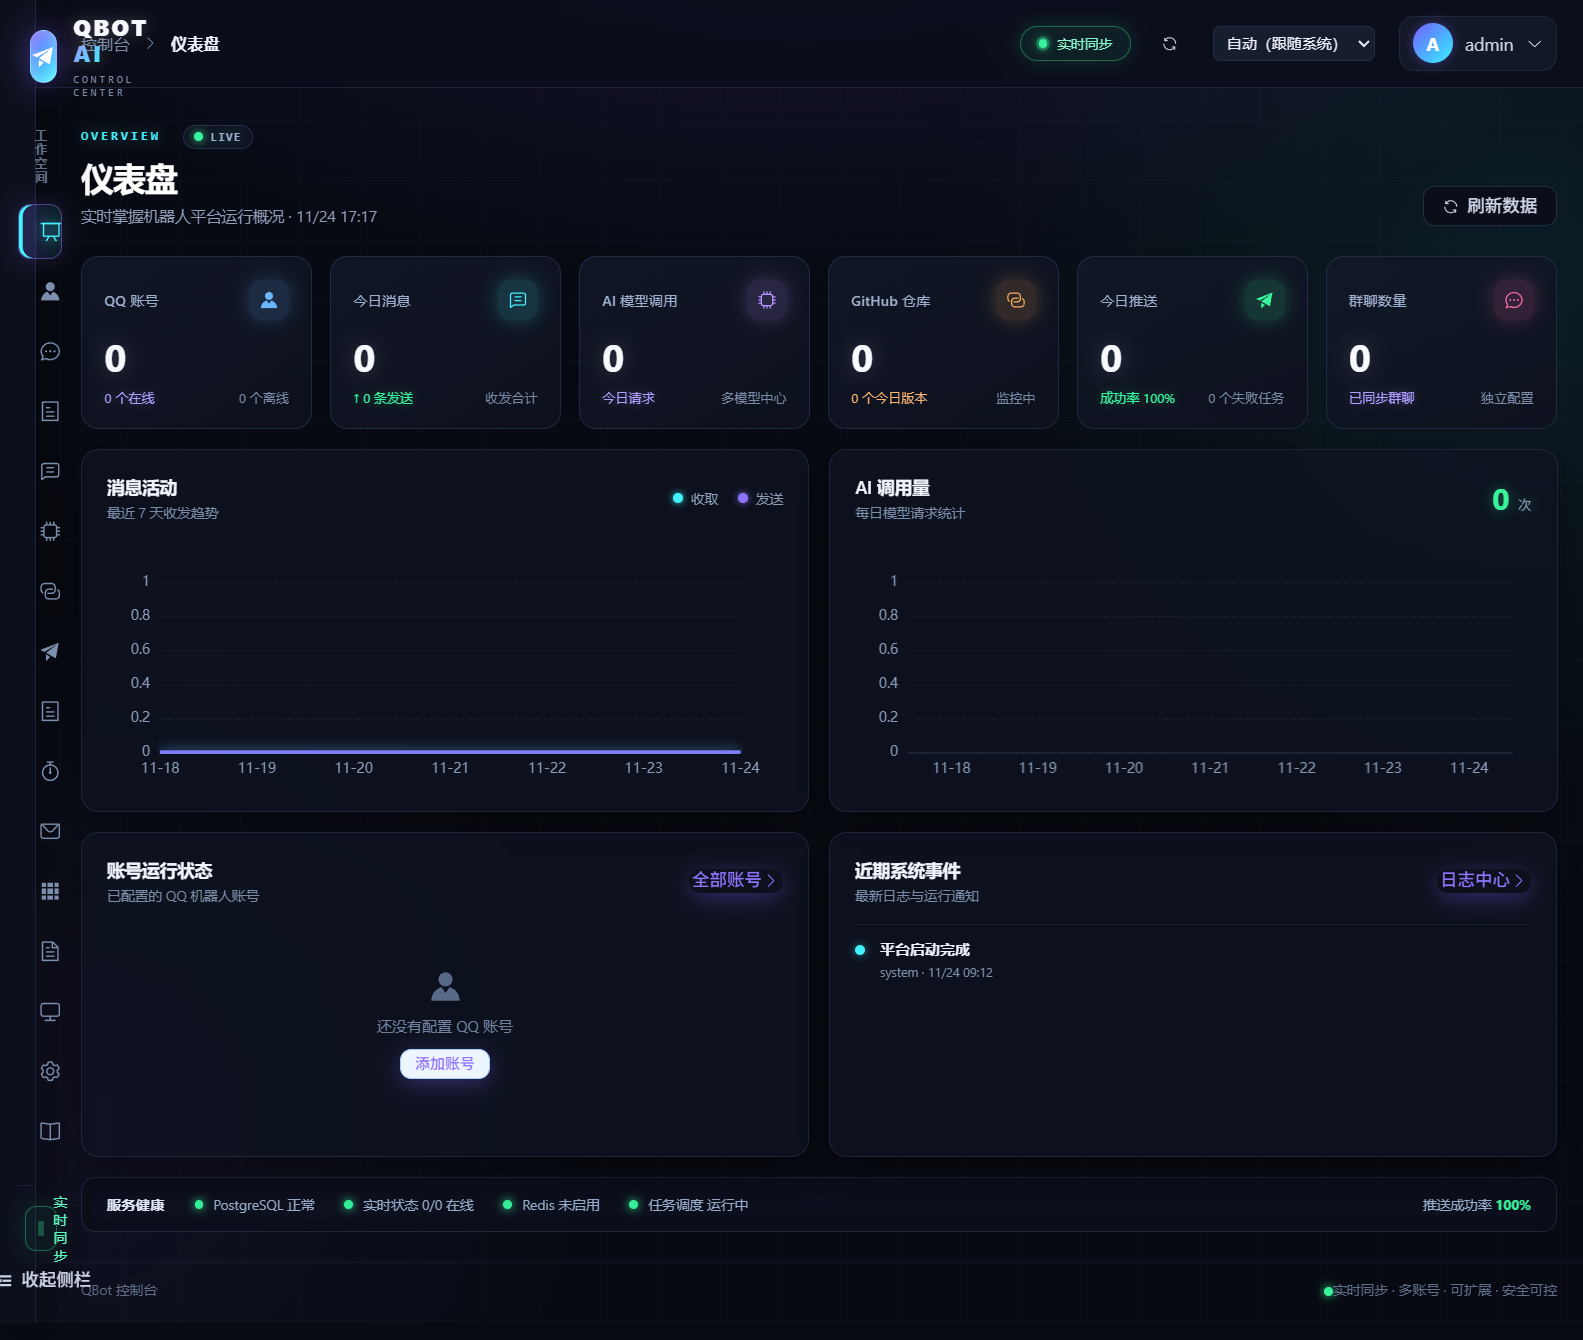 QBOT
AI
CONTROL
CENTER
控制台
仪表盘
实时同步
自动（跟随系统）
A
admin
工作空间
OVERVIEW
LIVE
仪表盘
实时掌握机器人平台运行概况 · 11/24 17:17
刷新数据
QQ 账号
0
0 个在线
0 个离线
今日消息
0
↑ 0 条发送
收发合计
AI 模型调用
0
今日请求
多模型中心
GitHub 仓库
0
0 个今日版本
监控中
今日推送
0
成功率 100%
0 个失败任务
群聊数量
0
已同步群聊
独立配置
消息活动
最近 7 天收发趋势
收取
发送
1
0.8
0.6
0.4
0.2
0
11-18 11-19 11-20 11-21 11-22 11-23 11-24
AI 调用量
每日模型请求统计
0 次
1
0.8
0.6
0.4
0.2
0
11-18 11-19 11-20 11-21 11-22 11-23 11-24
账号运行状态
已配置的 QQ 机器人账号
全部账号
还没有配置 QQ 账号
添加账号
近期系统事件
最新日志与运行通知
日志中心
平台启动完成
system · 11/24 09:12
服务健康
PostgreSQL 正常
实时状态 0/0 在线
Redis 未启用
任务调度 运行中
推送成功率 100%
实时同步
收起侧栏
QBot 控制台
实时同步 · 多账号 · 可扩展 · 安全可控